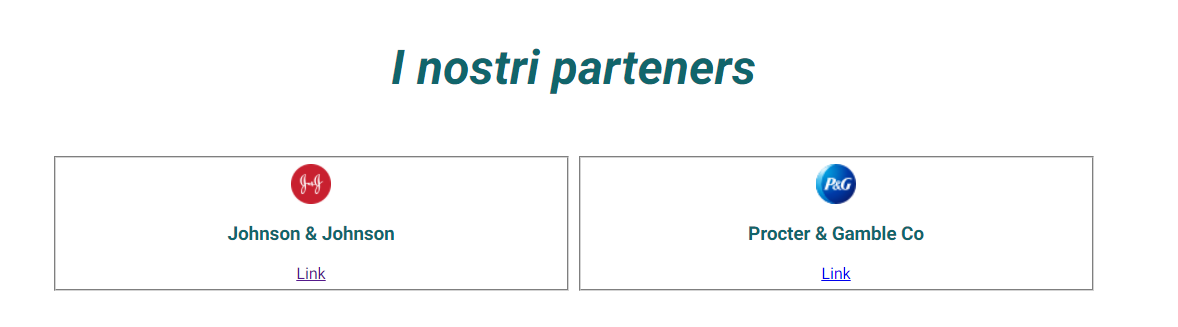 I nostri parteners
J&J
P&G
Johnson & Johnson
Procter & Gamble Co
Link
Link